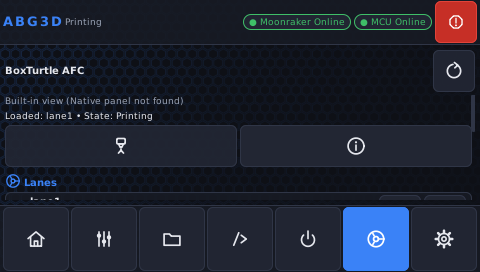 ABG3D Printing
Moonraker Online
MCU Online
BoxTurtle AFC
Built-in view (Native panel not found)
Loaded: lane1 • State: Printing
Lanes
lane1